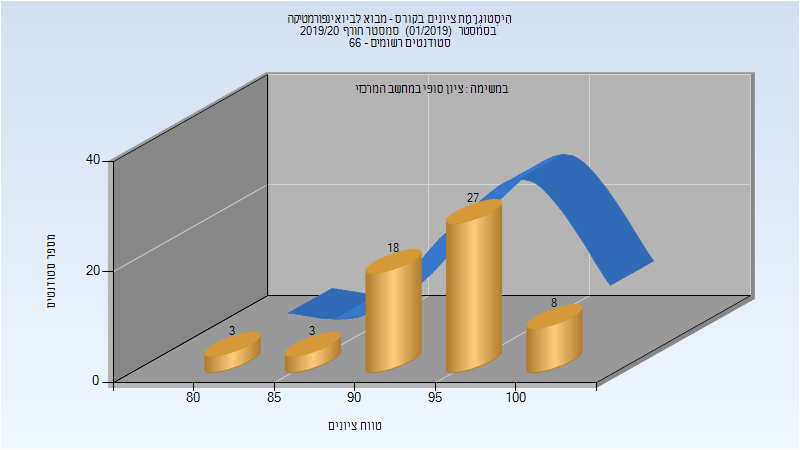 היסטוגרמת ציונים בקורס - מבוא לביואינפורמטיקה
בסמסטר (01/2019) סמסטר חורף 2019/20
סטודנטים רשומים - 66
במשימה : ציון סופי במחשב המרכזי
מספר סטודנטים
40
20
0
3
3
18
27
8
80
85
90
95
100
טווח ציונים